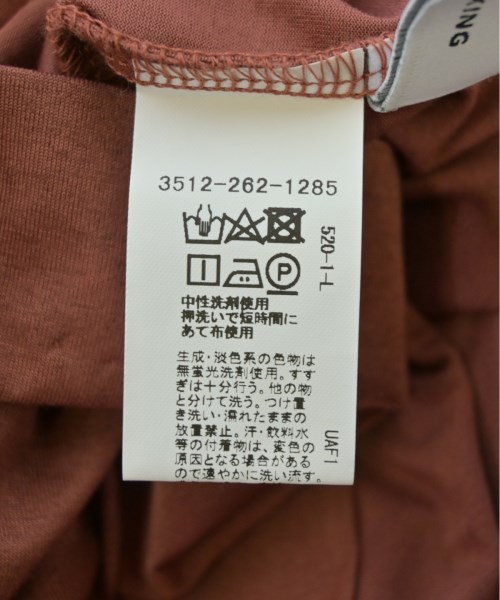 KING
3512-262-1285
520-1-L
P
中性洗剤使用
押洗いで短時間に
あて布使用
生成・淡色系の色物は
無蛍光洗剤使用。すす
ぎは十分行う。他の物
と分けて洗う。つけ置
き洗い・濡れたままの
放置禁止。汗・飲料水
等の付着物は、変色の
原因となる場合がある
ので速やかに洗い流す。
UAF1